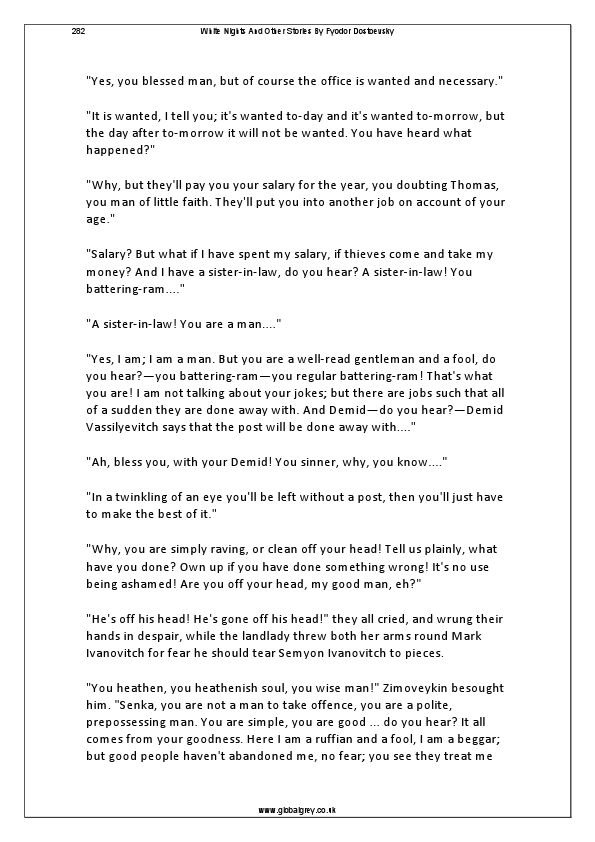 282 White Nights And Other Stories By Fyodor Dostoevsky
"Yes, you blessed man, but of course the office is wanted and necessary."
"It is wanted, I tell you; it's wanted to-day and it's wanted to-morrow, but
the day after to-morrow it will not be wanted. You have heard what
happened?"
"Why, but they'll pay you your salary for the year, you doubting Thomas,
you man of little faith. They'll put you into another job on account of your
age."
"Salary? But what if I have spent my salary, if thieves come and take my
money? And I have a sister-in-law, do you hear? A sister-in-law! You
battering-ram...."
"A sister-in-law! You are a man...."
"Yes, I am; I am a man. But you are a well-read gentleman and a fool, do
you hear?—you battering-ram—you regular battering-ram! That's what
you are! I am not talking about your jokes; but there are jobs such that all
of a sudden they are done away with. And Demid—do you hear?—Demid
Vassilyevitch says that the post will be done away with...."
"Ah, bless you, with your Demid! You sinner, why, you know...."
"In a twinkling of an eye you'll be left without a post, then you'll just have
to make the best of it."
"Why, you are simply raving, or clean off your head! Tell us plainly, what
have you done? Own up if you have done something wrong! It's no use
being ashamed! Are you off your head, my good man, eh?"
"He's off his head! He's gone off his head!" they all cried, and wrung their
hands in despair, while the landlady threw both her arms round Mark
Ivanovitch for fear he should tear Semyon Ivanovitch to pieces.
"You heathen, you heathenish soul, you wise man!" Zimoveykin besought
him. "Senka, you are not a man to take offence, you are a polite,
prepossessing man. You are simple, you are good ... do you hear? It all
comes from your goodness. Here I am a ruffian and a fool, I am a beggar;
but good people haven't abandoned me, no fear; you see they treat me
www.globalgrey.co.uk